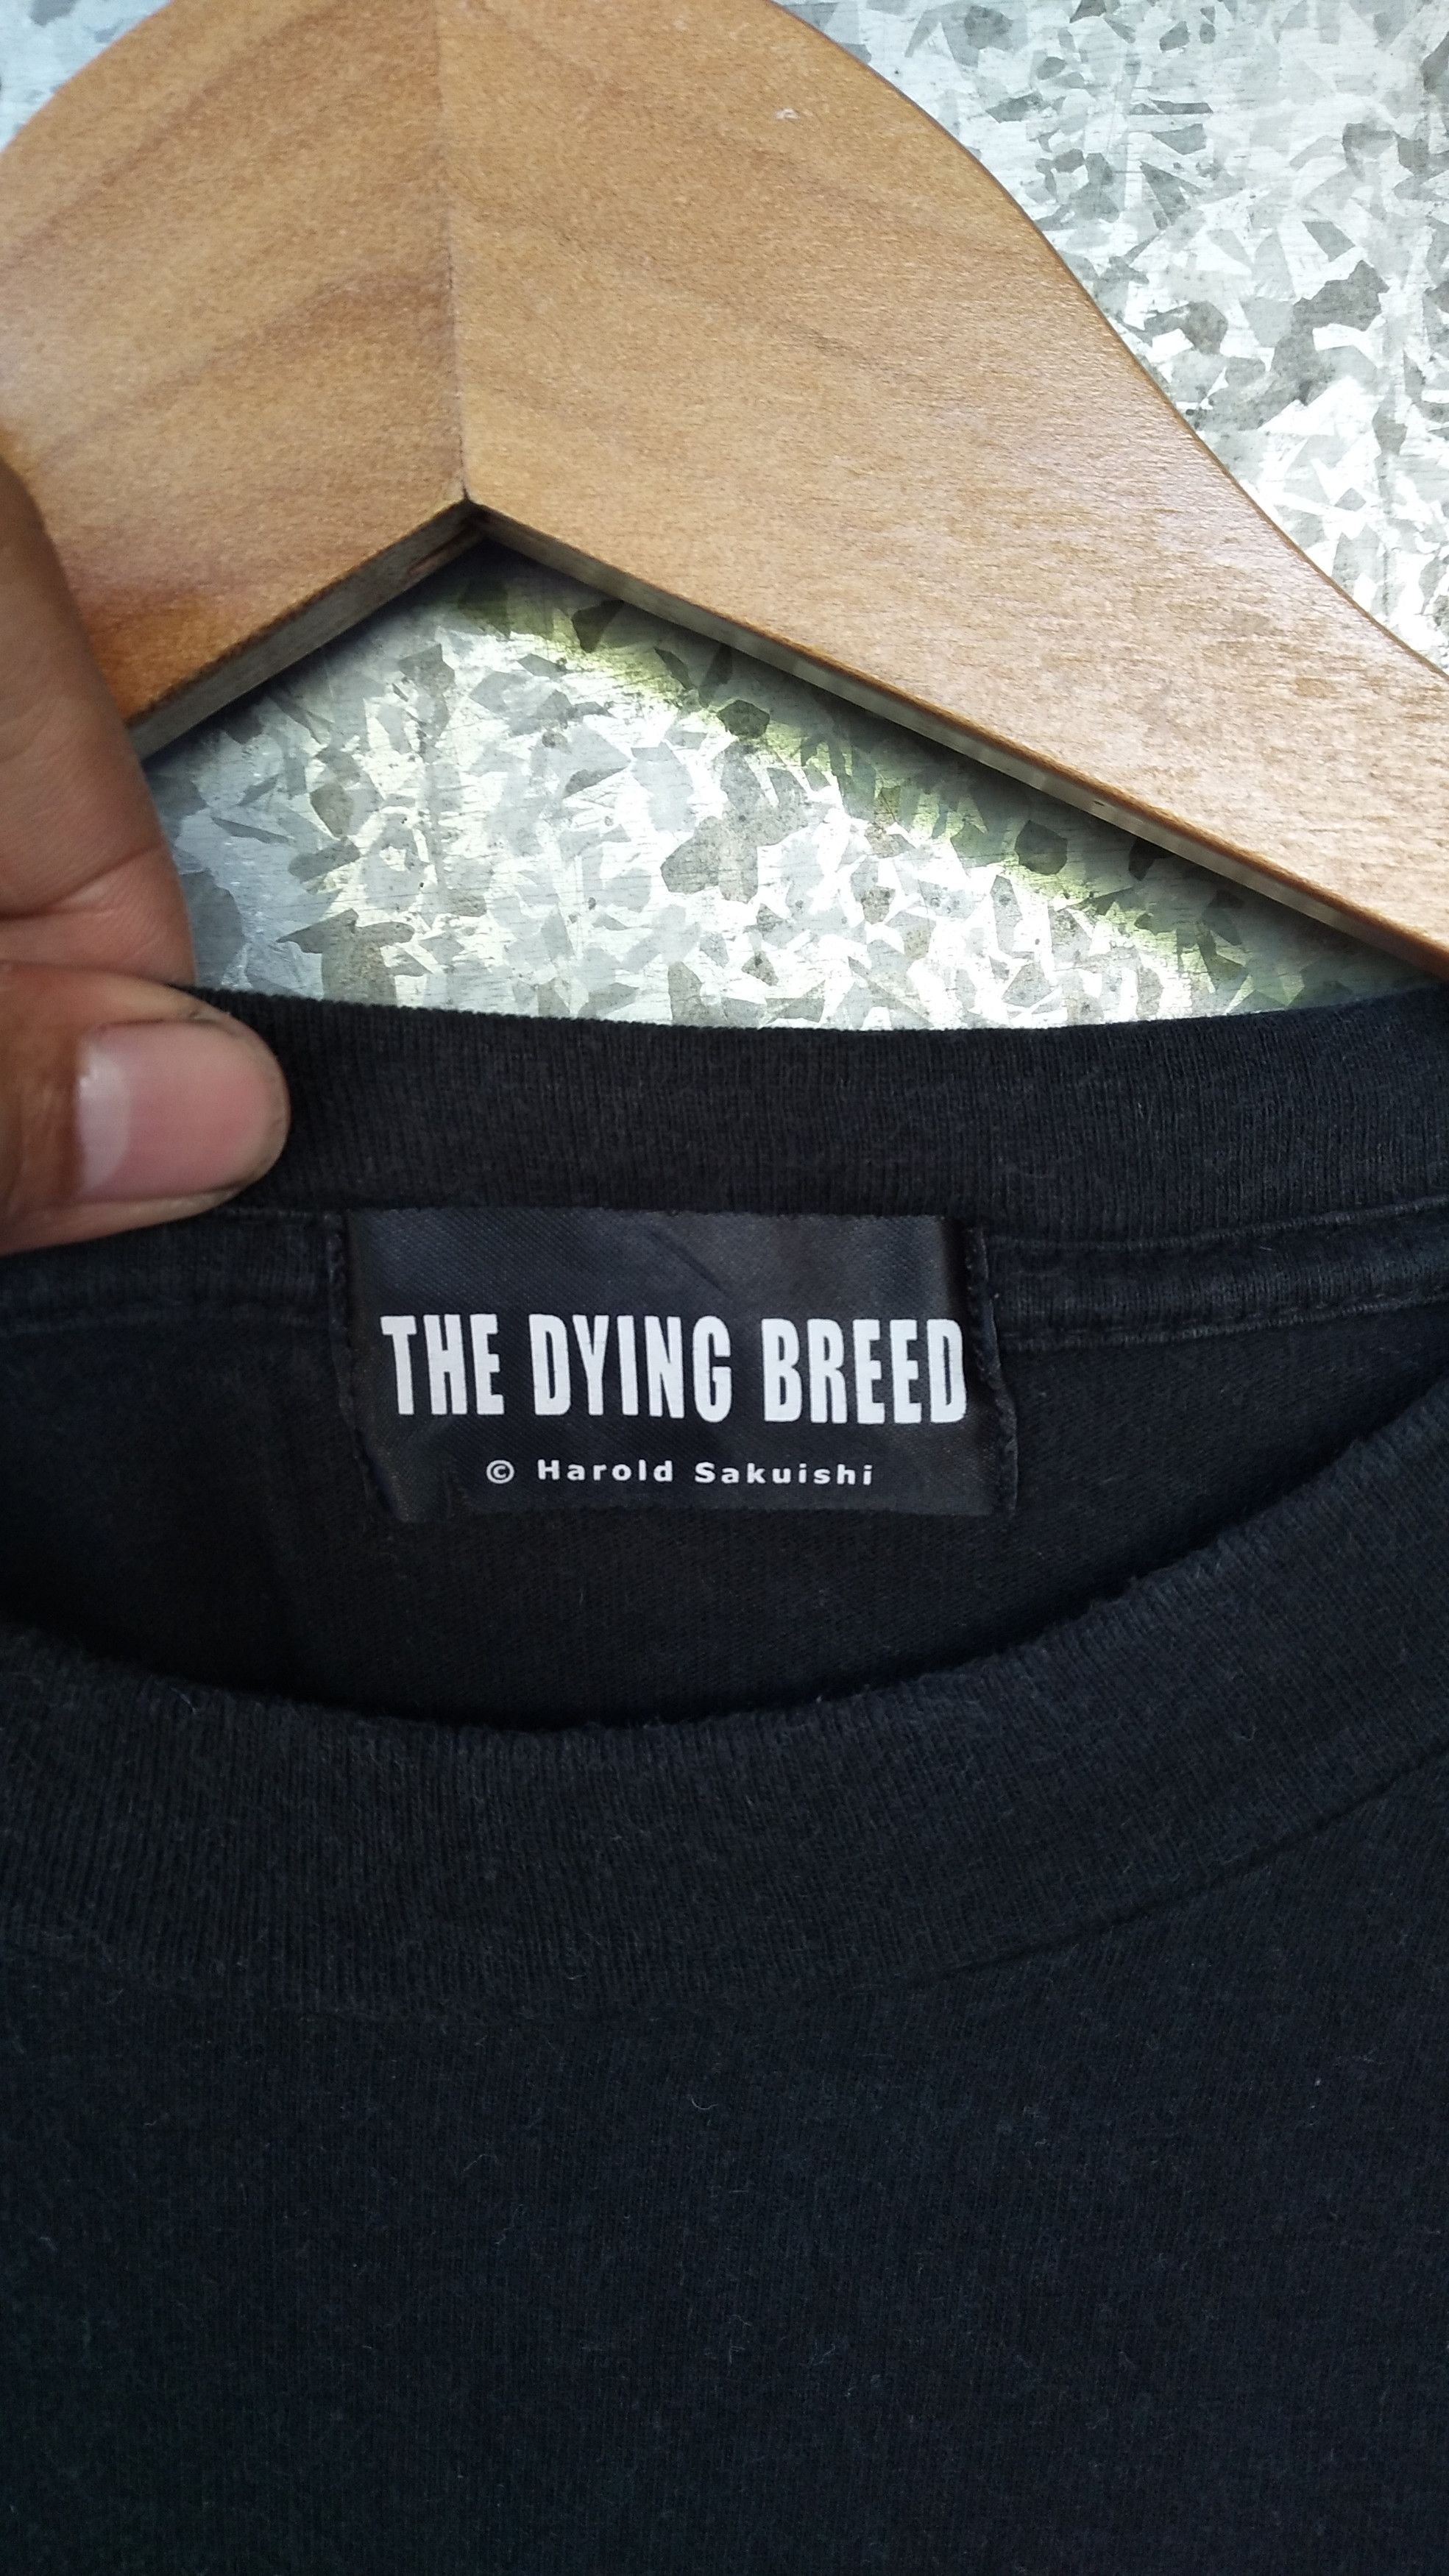 THE DYING BREED
© Harold Sakuishi